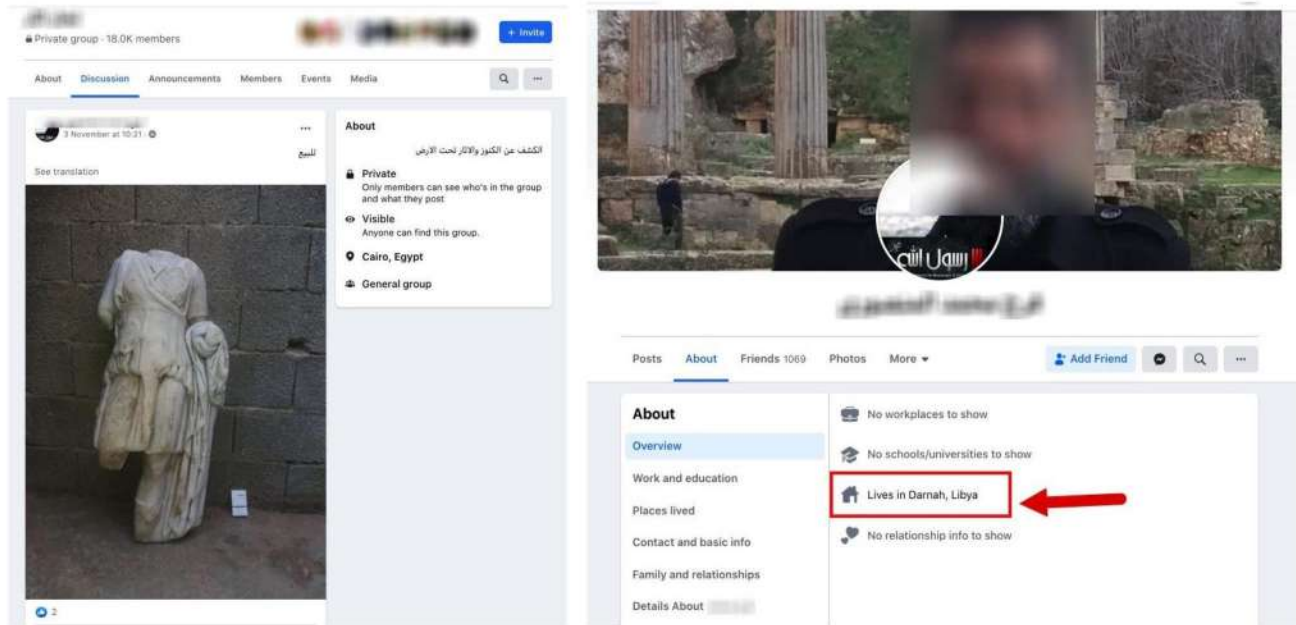 Private group · 18.0K members
+ Invite
About
Discussion
Announcements
Members
Events
Media
3 November at 10:21 ·
للبيع
See translation
2
About
الكشف عن الكنوز والاثار تحت الارض
Private
Only members can see who's in the group
and what they post
Visible
Anyone can find this group.
Cairo, Egypt
General group
الا رسول الله
Posts
About
Friends 1069
Photos
More
Add Friend
About
Overview
Work and education
Places lived
Contact and basic info
Family and relationships
Details About
No workplaces to show
No schools/universities to show
Lives in Darnah, Libya
No relationship info to show